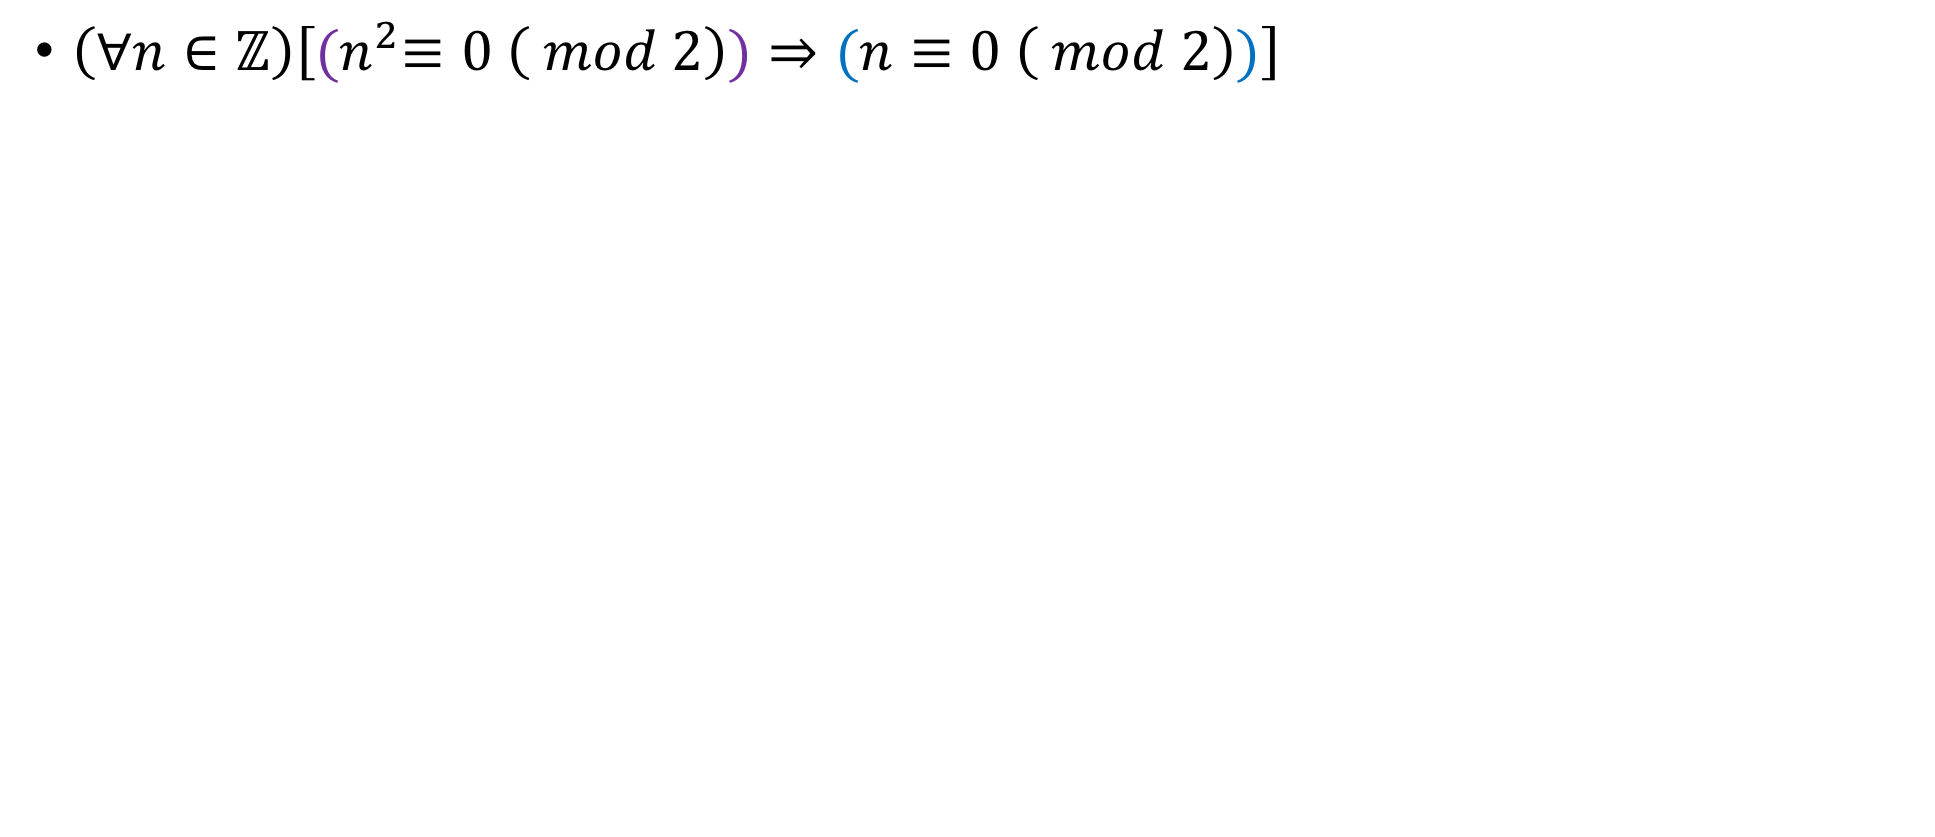 • (∀n ∈ ℤ)[(n² ≡ 0 ( mod 2)) ⇒ (n ≡ 0 ( mod 2))]